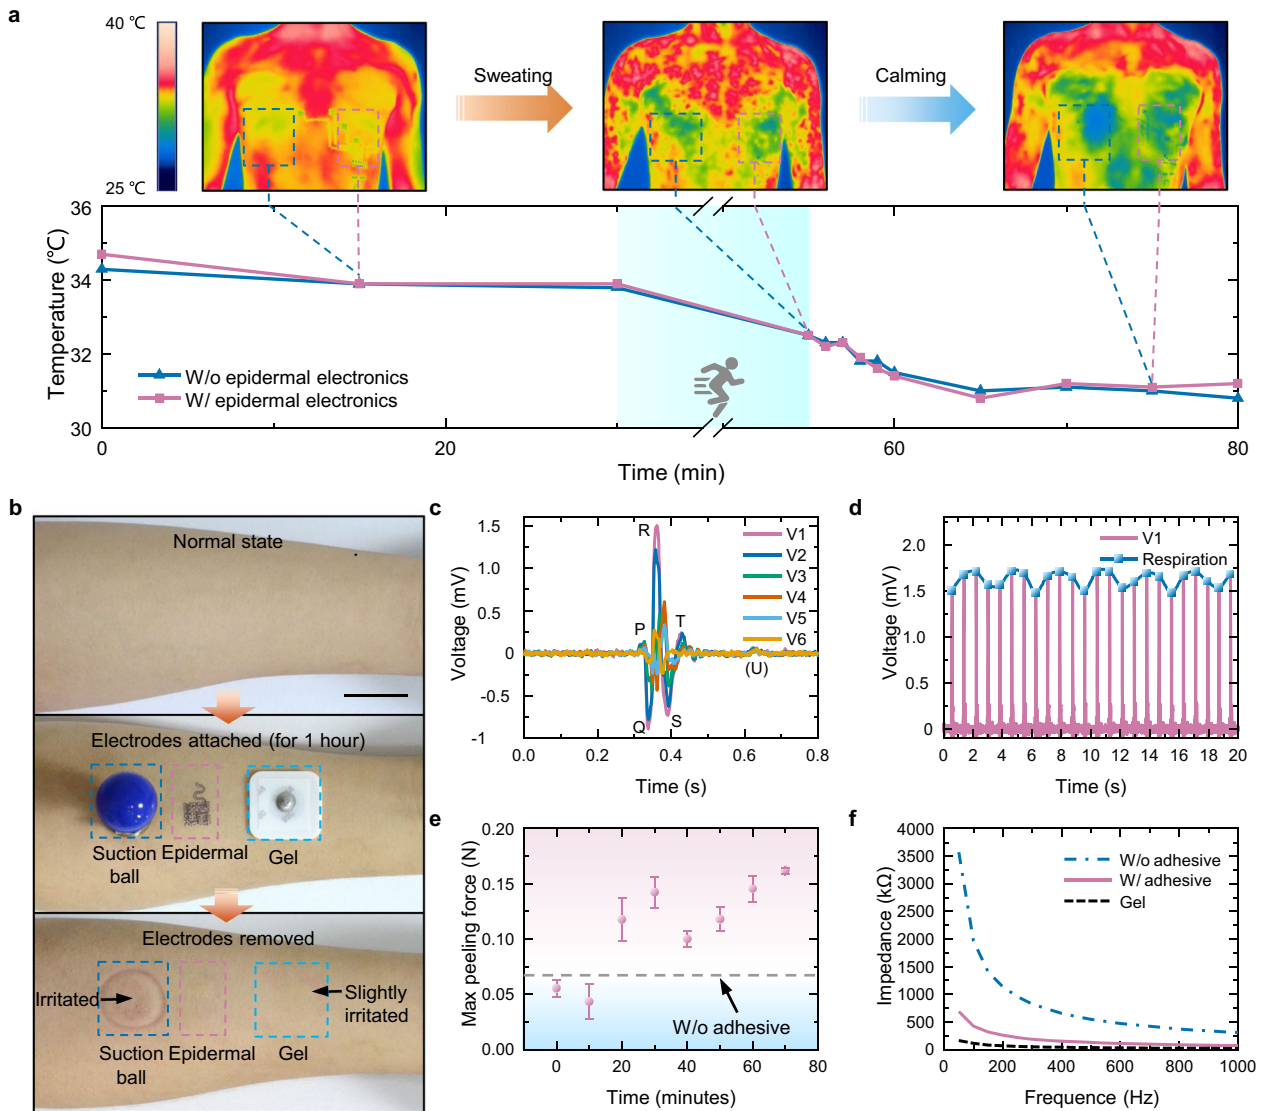 a
40 ℃
25 ℃
Sweating
Calming
36
34
32
30
Temperature (℃)
W/o epidermal electronics
W/ epidermal electronics
0
20
60
80
Time (min)
b
Normal state
Electrodes attached (for 1 hour)
Suction
ball
Epidermal
Gel
Electrodes removed
Irritated
Slightly
irritated
Suction
ball
Epidermal
Gel
c
1.5
1.0
0.5
0
-0.5
-1
Voltage (mV)
R
P
T
Q
S
(U)
V1
V2
V3
V4
V5
V6
0.0
0.2
0.4
0.6
0.8
Time (s)
d
2.0
1.5
1.0
0.5
0
Voltage (mV)
V1
Respiration
0 2 4 6 8 10 12 14 16 18 20
Time (s)
e
0.20
0.15
0.10
0.05
0.00
Max peeling force (N)
W/o adhesive
0 20 40 60 80
Time (minutes)
f
4000
3500
3000
2500
2000
1500
1000
500
0
Impedance (kΩ)
W/o adhesive
W/ adhesive
Gel
0 200 400 600 800 1000
Frequence (Hz)